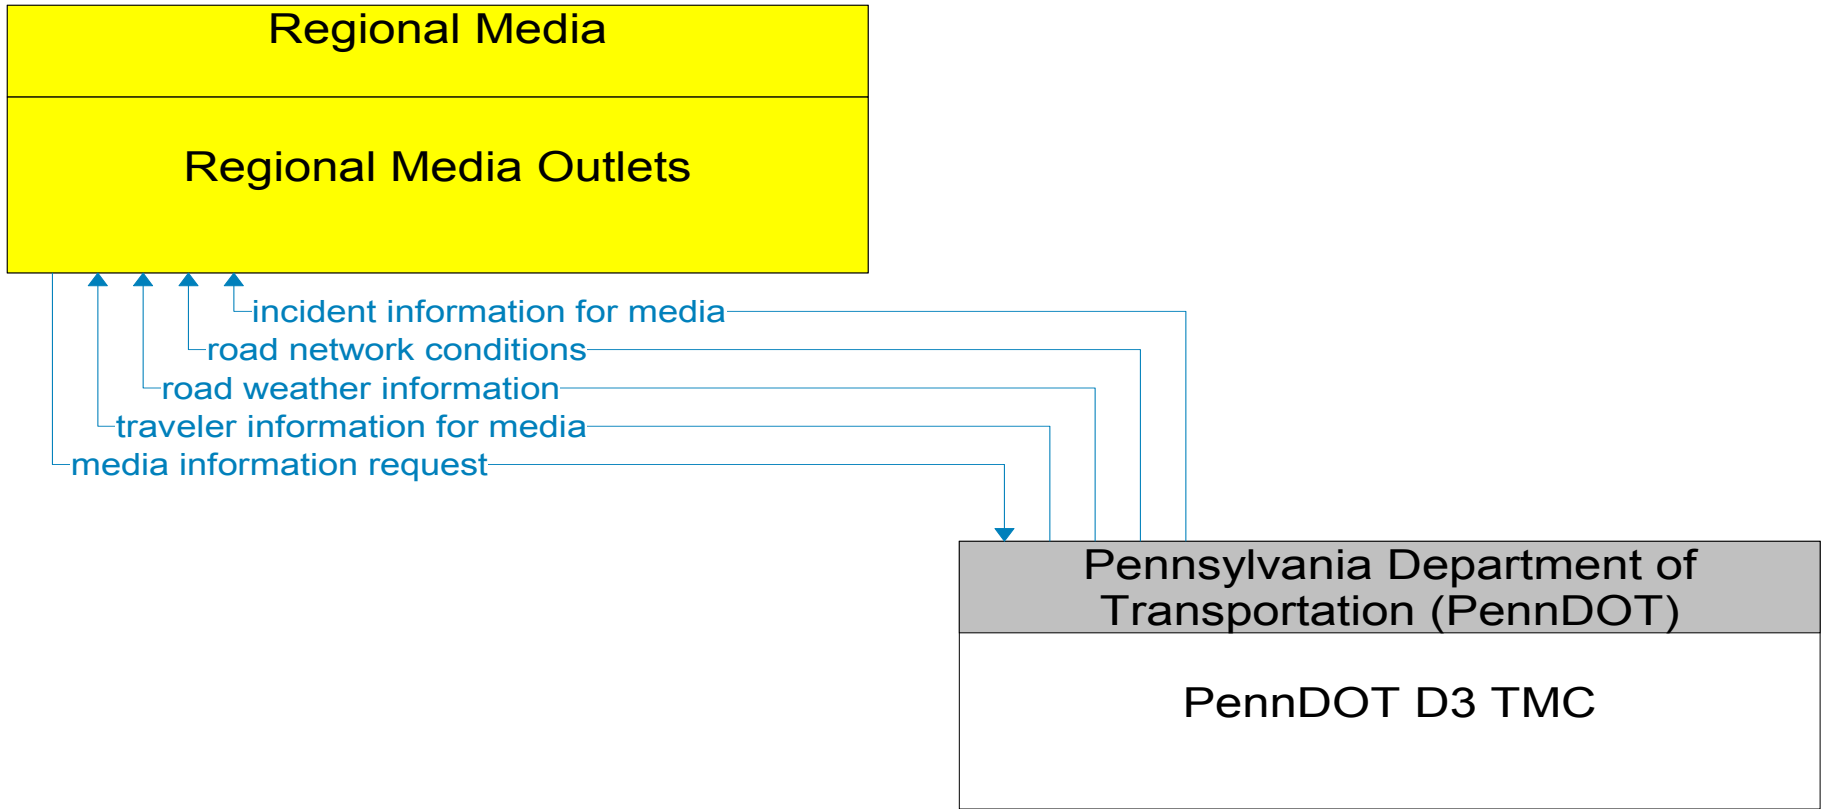 Regional Media
Regional Media Outlets
incident information for media
road network conditions
road weather information
traveler information for media
media information request
Pennsylvania Department of
Transportation (PennDOT)
PennDOT D3 TMC